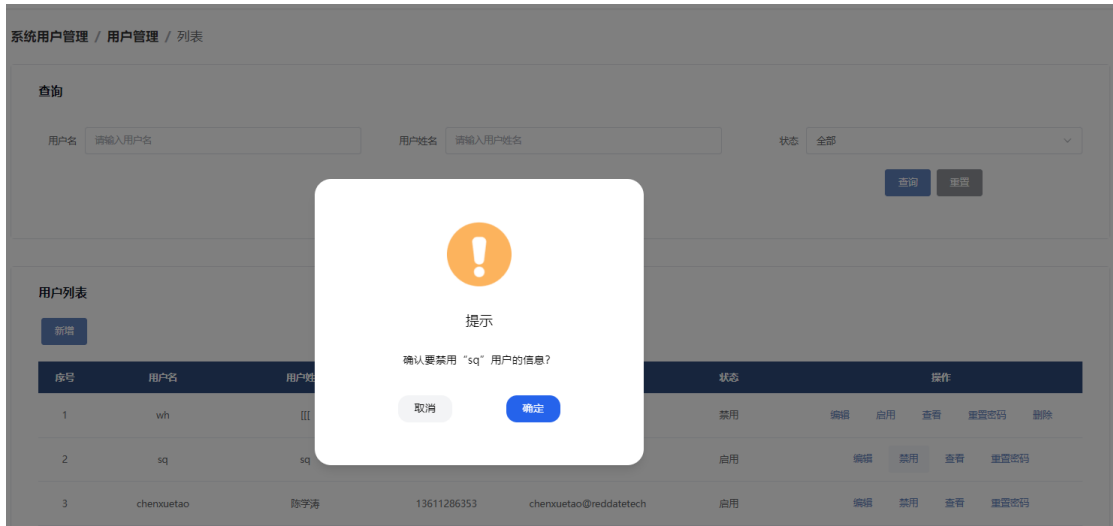 系统用户管理 / 用户管理 / 列表
查询
用户名 请输入用户名 用户姓名 请输入用户姓名 状态 全部
查询 重置
提示
确认要禁用“sq”用户的信息?
取消 确定
用户列表
新增
序号 用户名 用户姓 状态 操作
1 wh [[[ 禁用 编辑 启用 查看 重置密码 删除
2 sq sq 启用 编辑 禁用 查看 重置密码
3 chenxuetao 陈学涛 13611286353 chenxuetao@reddatetech 启用 编辑 禁用 查看 重置密码